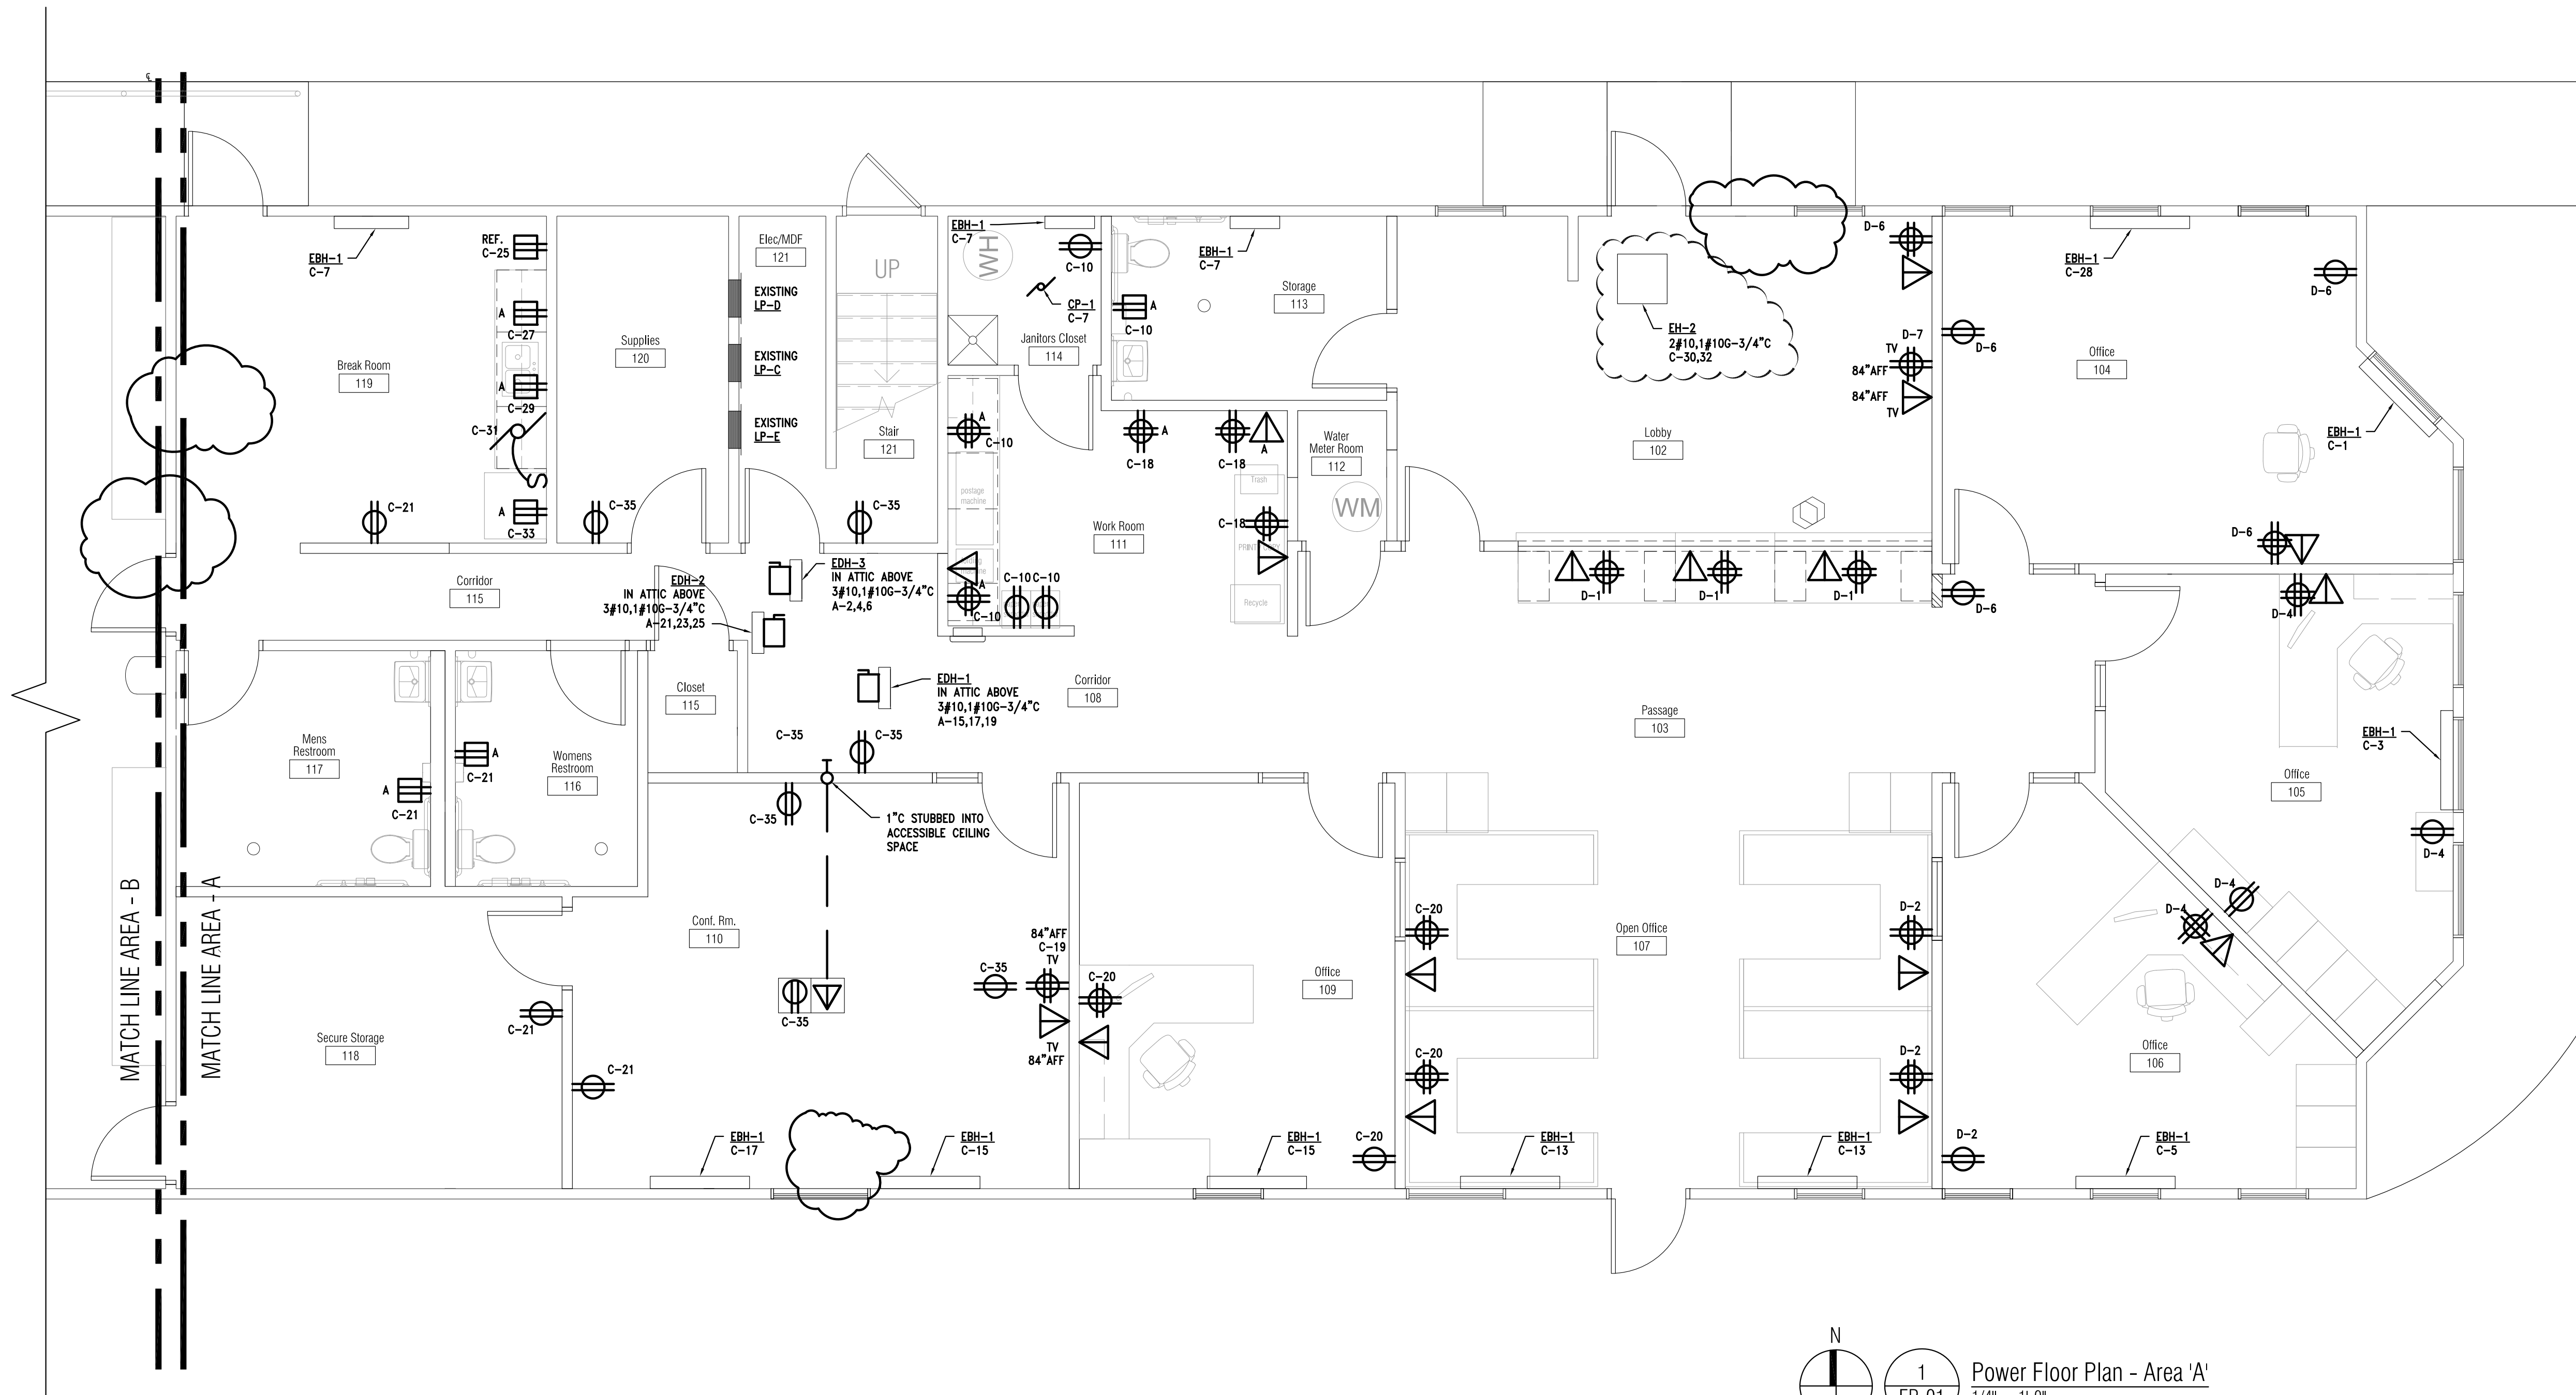 MATCH LINE AREA - B
MATCH LINE AREA - A
EBH-1
C-7
REF.
C-25
Break Room
119
A
C-27
A
C-29
C-31
S
A
C-33
C-21
Supplies
120
C-35
Elec/MDF
121
EXISTING
LP-D
EXISTING
LP-C
EXISTING
LP-E
UP
Stair
121
C-35
EBH-1
C-7
WH
C-10
CP-1
C-7
Janitors Closet
114
EBH-1
C-7
A
C-10
Storage
113
A
C-10
postage
machine
A
C-18
C-18
A
Trash
C-18
Work Room
111
Recycle
A
C-10
C-10
C-10
Water
Meter Room
112
WM
EH-2
2#10,1#10G-3/4"C
C-30,32
Lobby
102
D-6
D-7
TV
84"AFF
84"AFF
TV
D-1
D-1
D-1
EBH-1
C-28
D-6
D-6
Office
104
EBH-1
C-1
D-6
D-6
D-4
Corridor
115
EDH-2
IN ATTIC ABOVE
3#10,1#10G-3/4"C
A-21,23,25
EDH-3
IN ATTIC ABOVE
3#10,1#10G-3/4"C
A-2,4,6
EDH-1
IN ATTIC ABOVE
3#10,1#10G-3/4"C
A-15,17,19
Closet
115
Corridor
108
C-35
C-35
Passage
103
EBH-1
C-3
Office
105
D-4
Mens
Restroom
117
A
C-21
A
C-21
Womens
Restroom
116
C-35
1"C STUBBED INTO
ACCESSIBLE CEILING
SPACE
Conf. Rm.
110
84"AFF
C-19
TV
C-35
C-35
TV
84"AFF
C-20
Office
109
C-20
Open Office
107
D-2
D-4
D-4
C-21
Secure Storage
118
C-21
C-20
D-2
Office
106
EBH-1
C-17
EBH-1
C-15
EBH-1
C-15
C-20
EBH-1
C-13
EBH-1
C-13
D-2
EBH-1
C-5
N
1
Power Floor Plan - Area 'A'